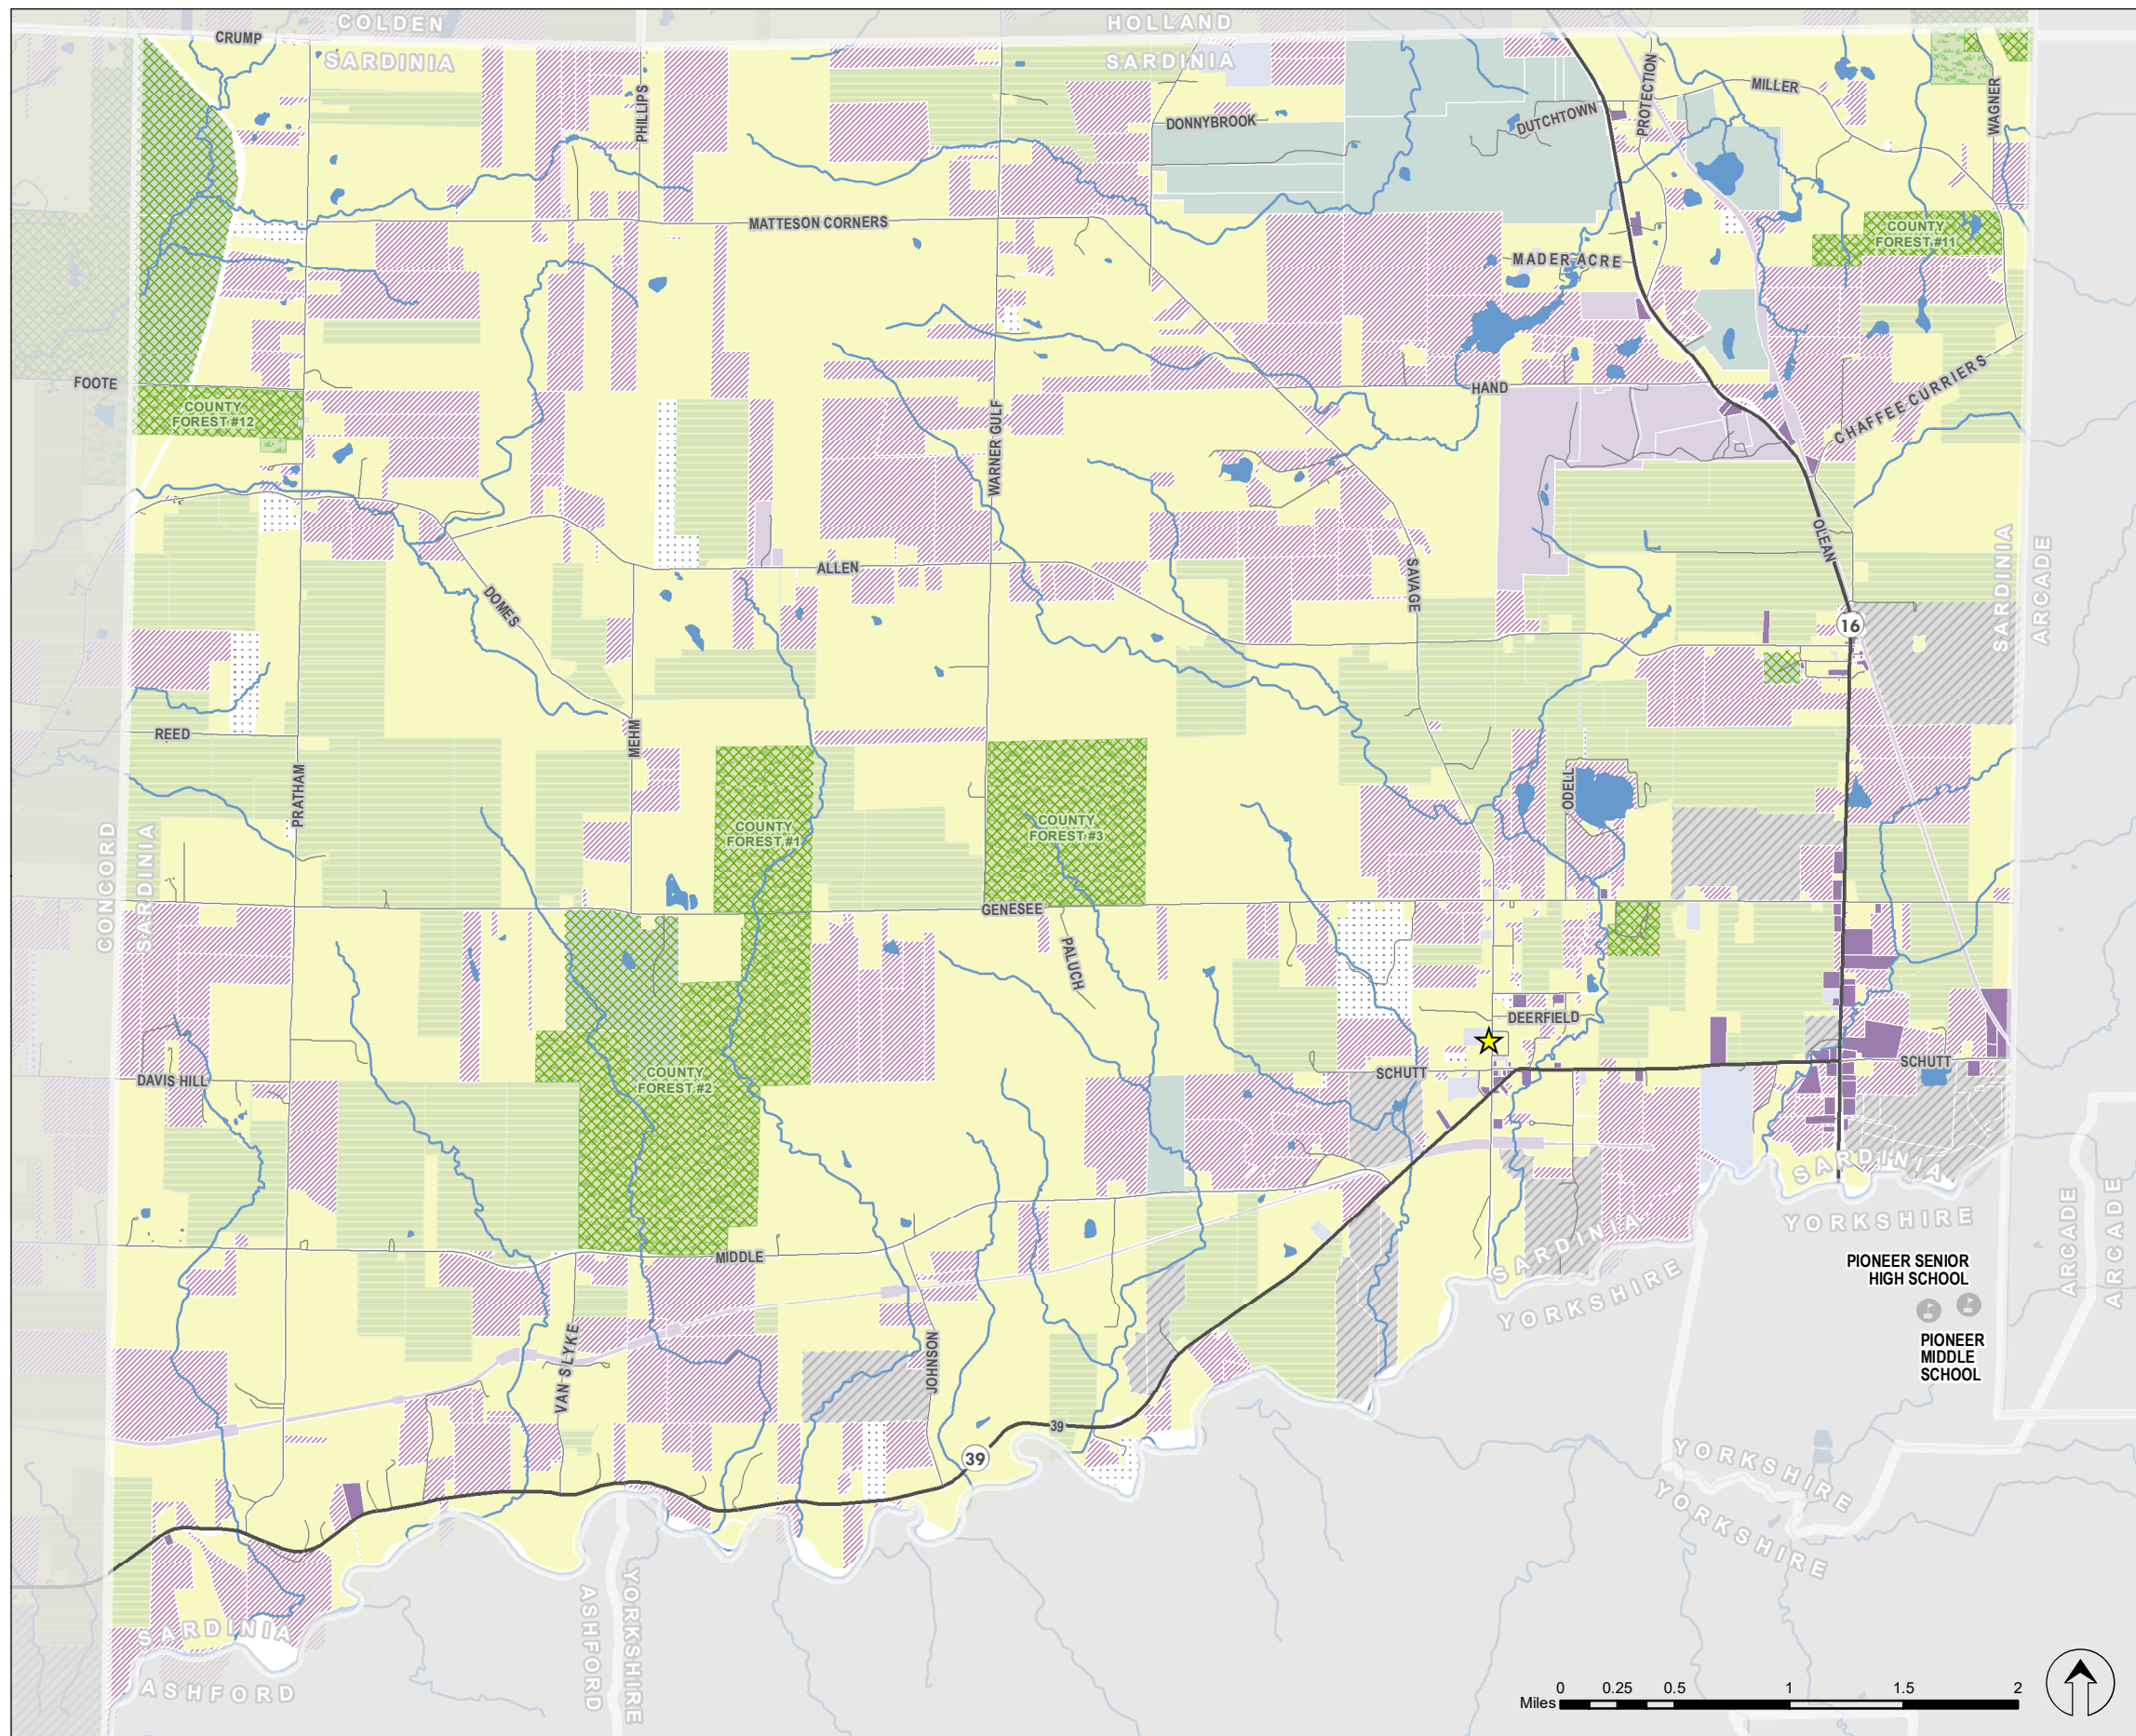 COLDEN
HOLLAND
CRUMP
SARDINIA
SARDINIA
PHILLIPS
PROTECTION
MILLER
WAGNER
DONNYBROOK
DUTCHTOWN
MATTESON CORNERS
COUNTY
FOREST #11
MADER ACRE
FOOTE
HAND
COUNTY
FOREST #12
CHAFFEE CURRIERS
WARNER GULF
OLEAN
ALLEN
SAVAGE
SARDINIA
ARCADE
DOMES
16
REED
MEHM
PRATHAM
ODELL
COUNTY
FOREST #1
COUNTY
FOREST #3
CONCORD
SARDINIA
GENESEE
PALUCH
DEERFIELD
SCHUTT
SCHUTT
DAVIS HILL
COUNTY
FOREST #2
SARDINIA
YORKSHIRE
SARDINIA
YORKSHIRE
ARCADE
ARCADE
MIDDLE
PIONEER SENIOR
HIGH SCHOOL
PIONEER
MIDDLE
SCHOOL
VAN SLYKE
JOHNSON
39
39
YORKSHIRE
YORKSHIRE
SARDINIA
ASHFORD
ASHFORD
YORKSHIRE
0 0.25 0.5 1 1.5 2
Miles